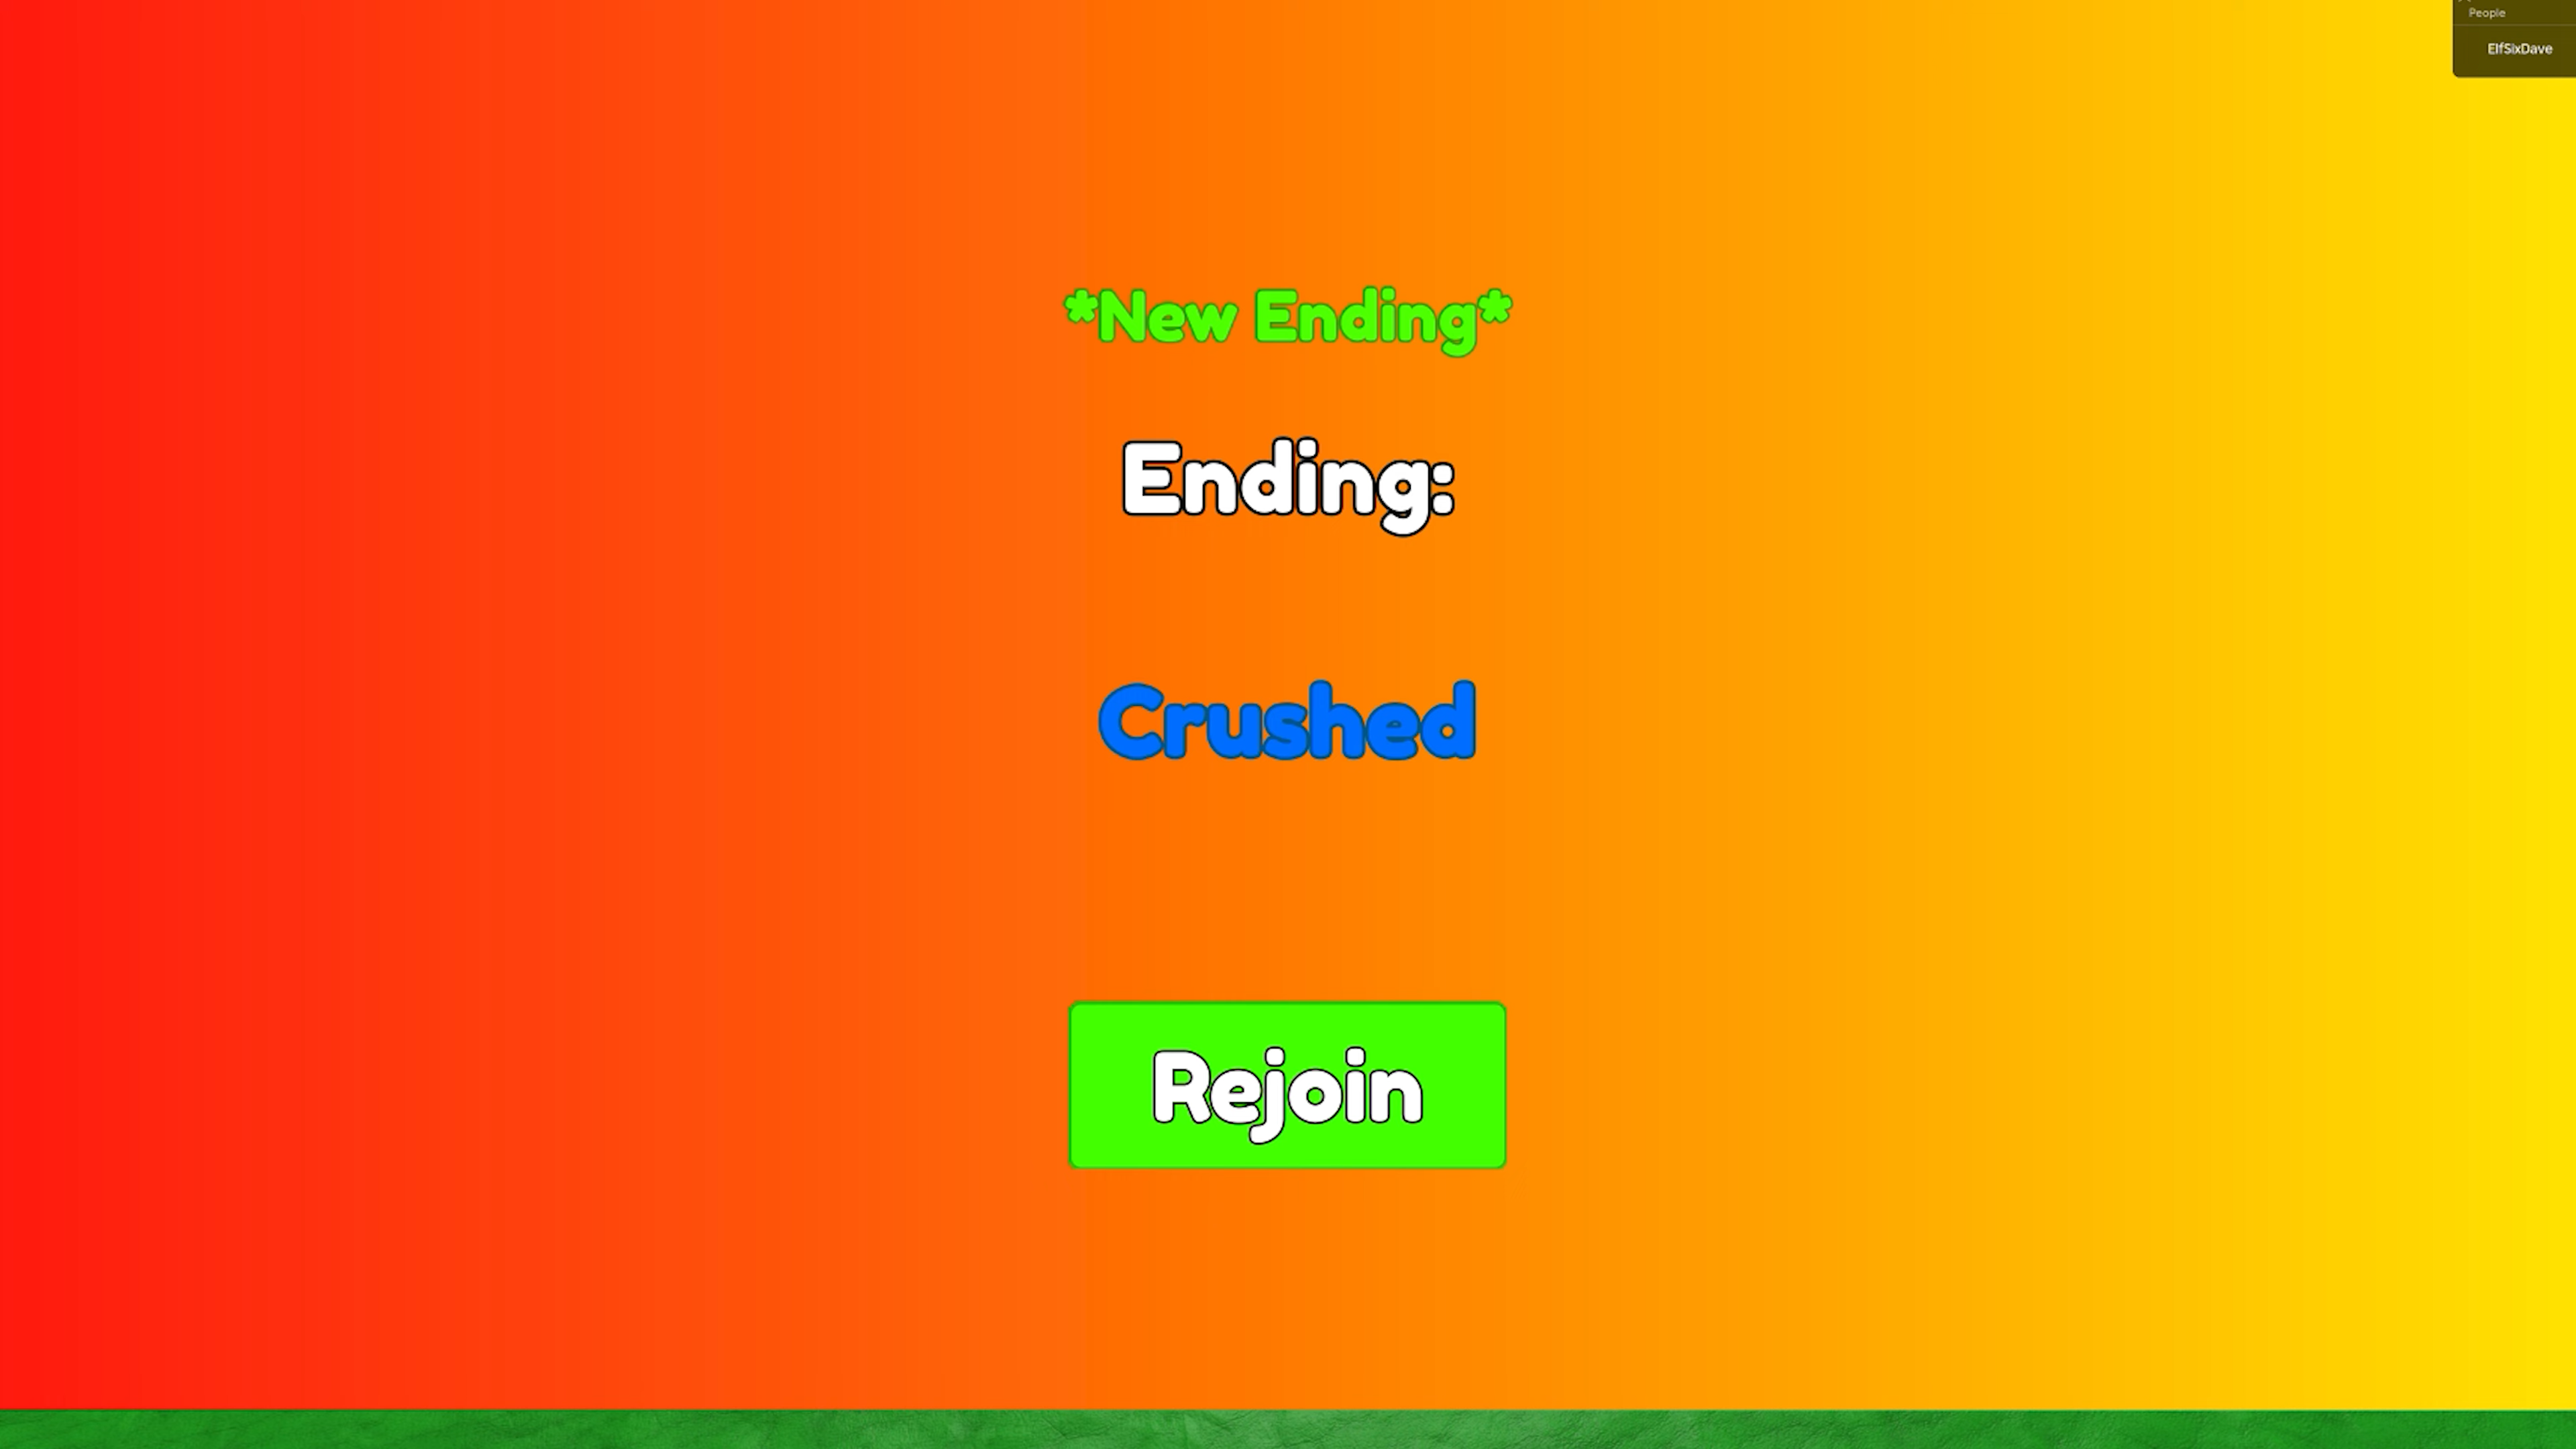 People
ElfSixDave
*New Ending*
Ending:
Crushed
Rejoin